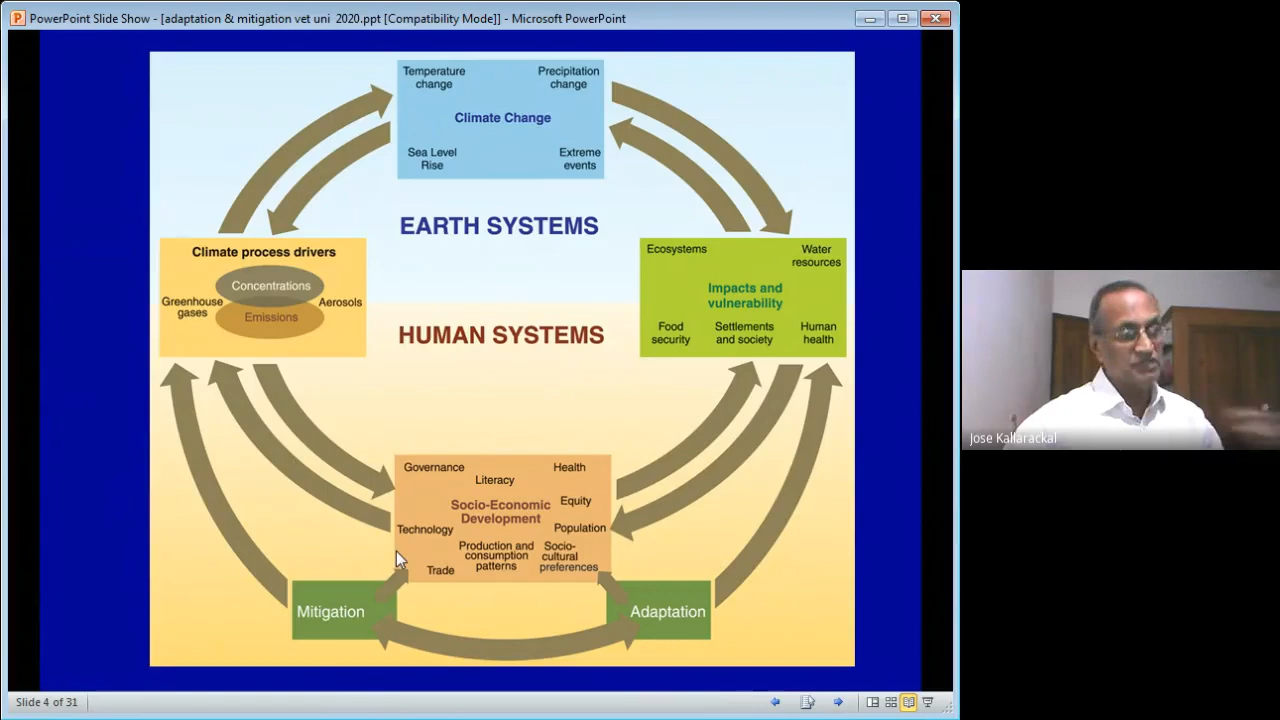 PowerPoint Slide Show - [adaptation & mitigation vet uni 2020.ppt [Compatibility Mode]] - Microsoft PowerPoint
Temperature
change
Precipitation
change
Climate Change
Sea Level
Rise
Extreme
events
EARTH SYSTEMS
Climate process drivers
Concentrations
Greenhouse
gases
Aerosols
Emissions
Ecosystems
Water
resources
Impacts and
vulnerability
Food
security
Settlements
and society
Human
health
HUMAN SYSTEMS
Jose Kallarackal
Governance
Health
Literacy
Socio-Economic
Development
Equity
Technology
Population
Production and
consumption
patterns
Socio-
cultural
preferences
Trade
Mitigation
Adaptation
Slide 4 of 31